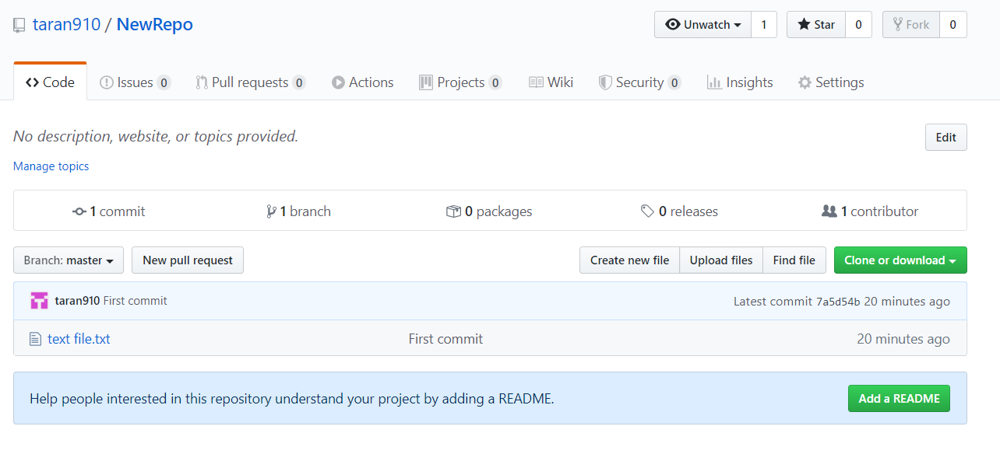 taran910 / NewRepo
Unwatch 1 Star 0 Fork 0
Code Issues 0 Pull requests 0 Actions Projects 0 Wiki Security 0 Insights Settings
No description, website, or topics provided.
Edit
Manage topics
1 commit 1 branch 0 packages 0 releases 1 contributor
Branch: master New pull request Create new file Upload files Find file Clone or download
taran910 First commit Latest commit 7a5d54b 20 minutes ago
text file.txt First commit 20 minutes ago
Help people interested in this repository understand your project by adding a README. Add a README